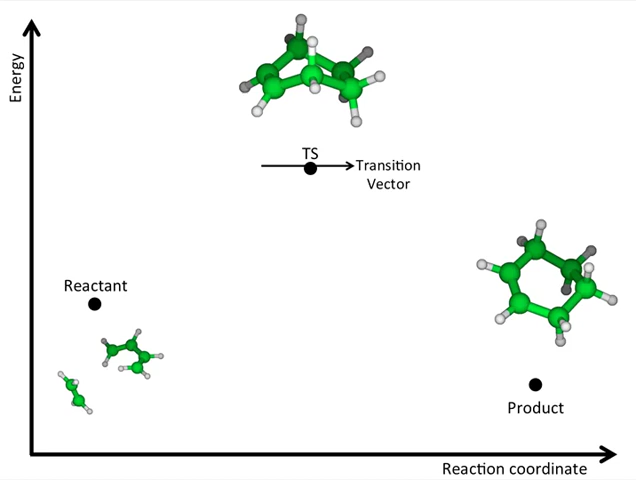 Energy
TS
Transition
Vector
Reactant
Product
Reaction coordinate